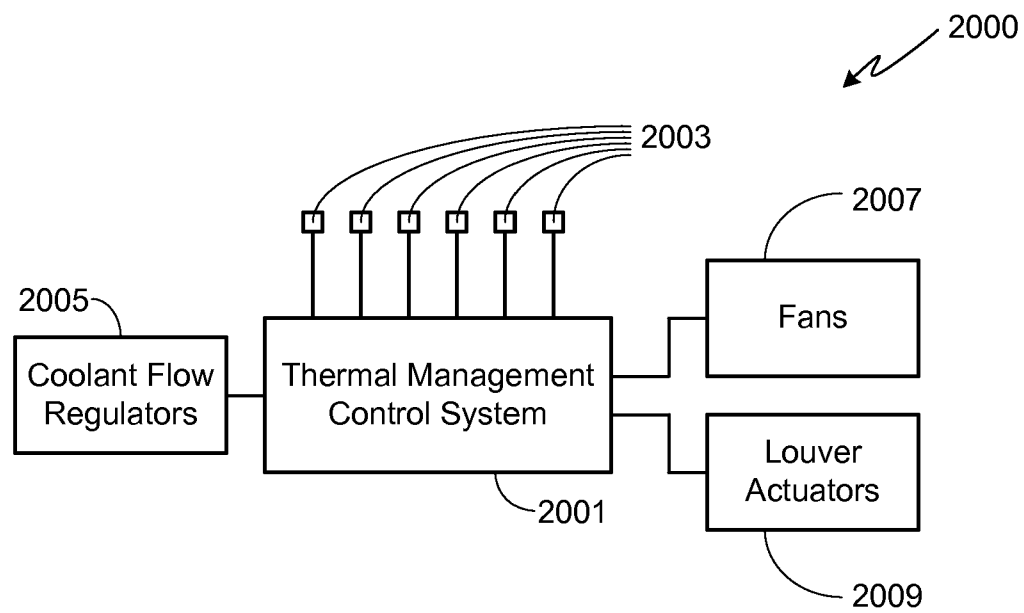 2000
2003
2007
2005
Fans
Coolant Flow
Regulators
Thermal Management
Control System
Louver
Actuators
2001
2009